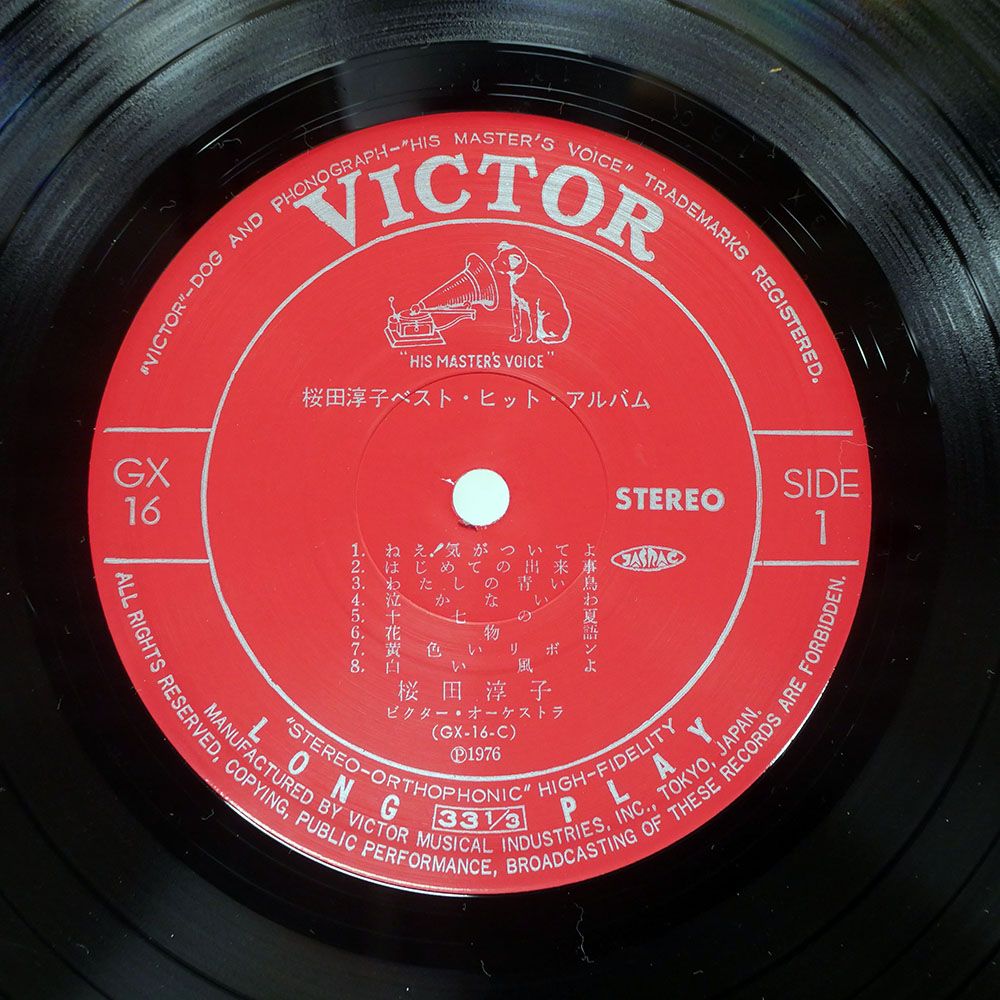 "VICTOR"–DOG AND PHONOGRAPH–"HIS MASTER'S VOICE" TRADEMARKS REGISTERED.
VICTOR
"HIS MASTER'S VOICE"
桜田淳子ベスト・ヒット・アルバム
GX
16
STEREO
SIDE
1
JASRAC
1. ねえ!気がついてよ
2. はじめての出来事
3. わたしの青い鳥
4. 泣かないわ
5. 十七の夏
6. 花物語
7. 黄色いリボン
8. 白い風よ
桜田淳子
ビクター・オーケストラ
(GX-16-C)
Ⓟ1976
"STEREO-ORTHOPHONIC" HIGH-FIDELITY
LONG 33 1/3 PLAY
MANUFACTURED BY VICTOR MUSICAL INDUSTRIES, INC., TOKYO, JAPAN.
ALL RIGHTS RESERVED, COPYING, PUBLIC PERFORMANCE, BROADCASTING OF THESE RECORDS ARE FORBIDDEN.